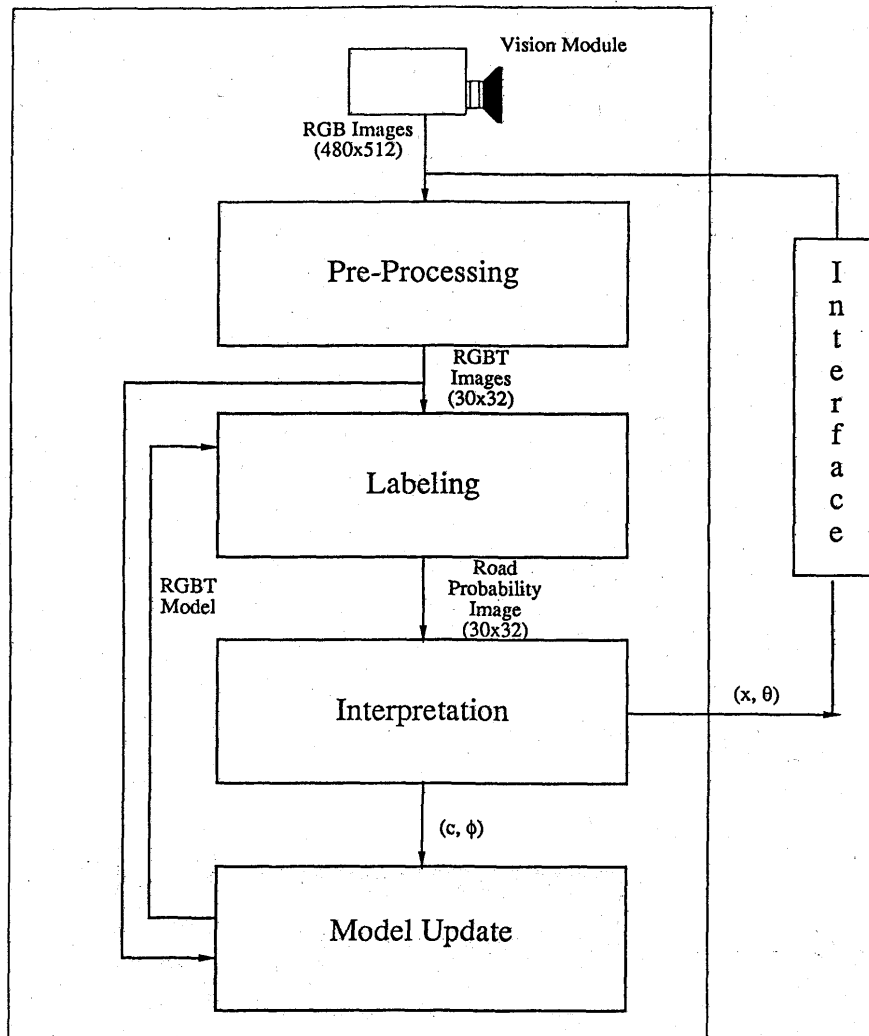 Vision Module
RGB Images
(480x512)
Pre-Processing
RGBT
Images
(30x32)
Labeling
Road
Probability
Image
(30x32)
RGBT
Model
Interpretation
(x, θ)
(c, ϕ)
Model Update
I
n
t
e
r
f
a
c
e